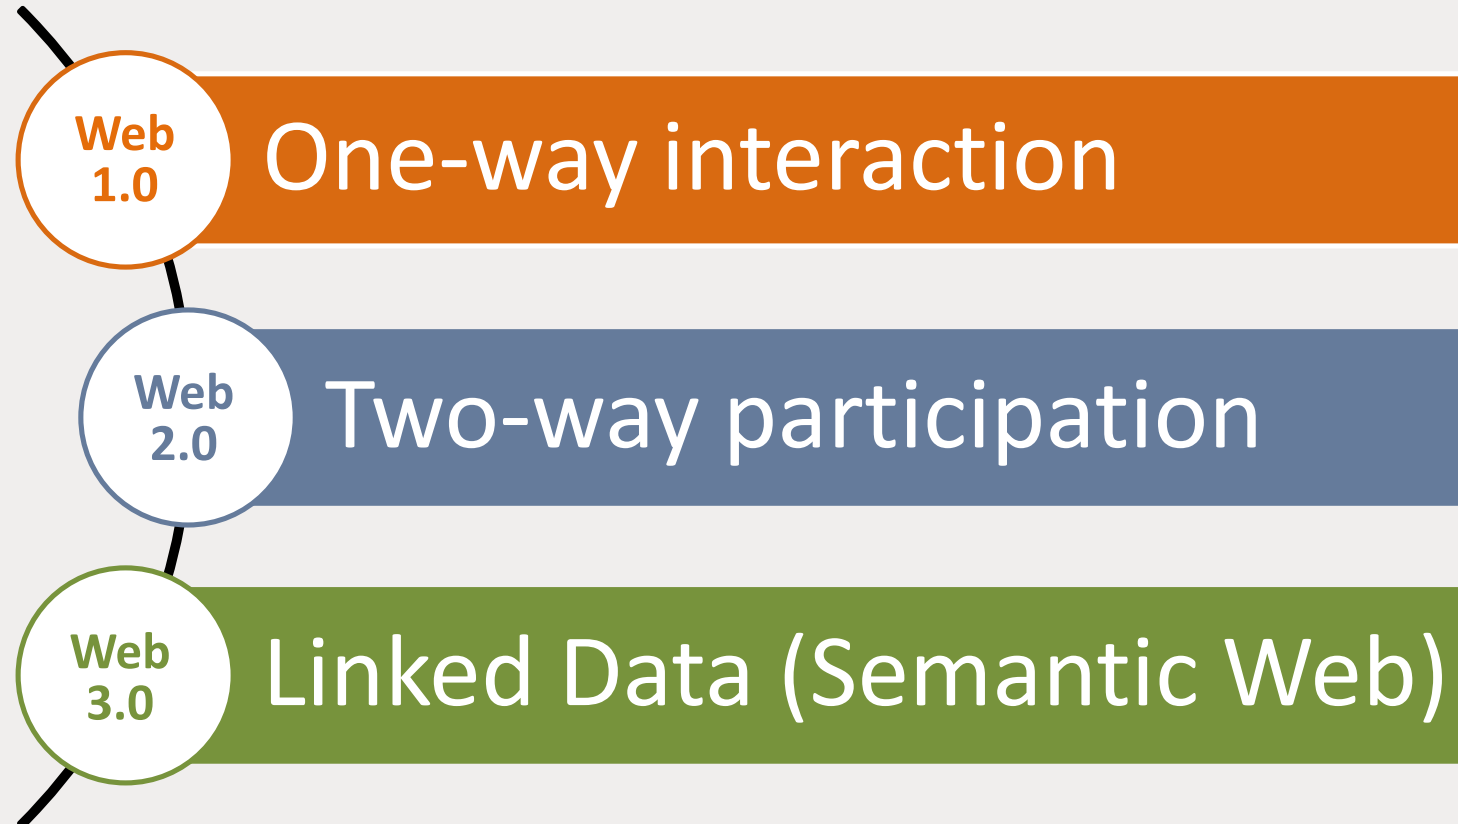 Web
1.0
One-way interaction
Web
2.0
Two-way participation
Web
3.0
Linked Data (Semantic Web)